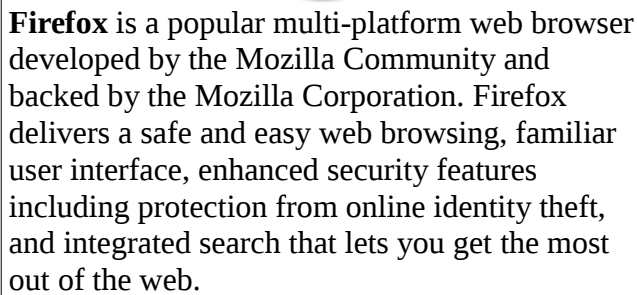 Firefox is a popular multi-platform web browser
developed by the Mozilla Community and
backed by the Mozilla Corporation. Firefox
delivers a safe and easy web browsing, familiar
user interface, enhanced security features
including protection from online identity theft,
and integrated search that lets you get the most
out of the web.